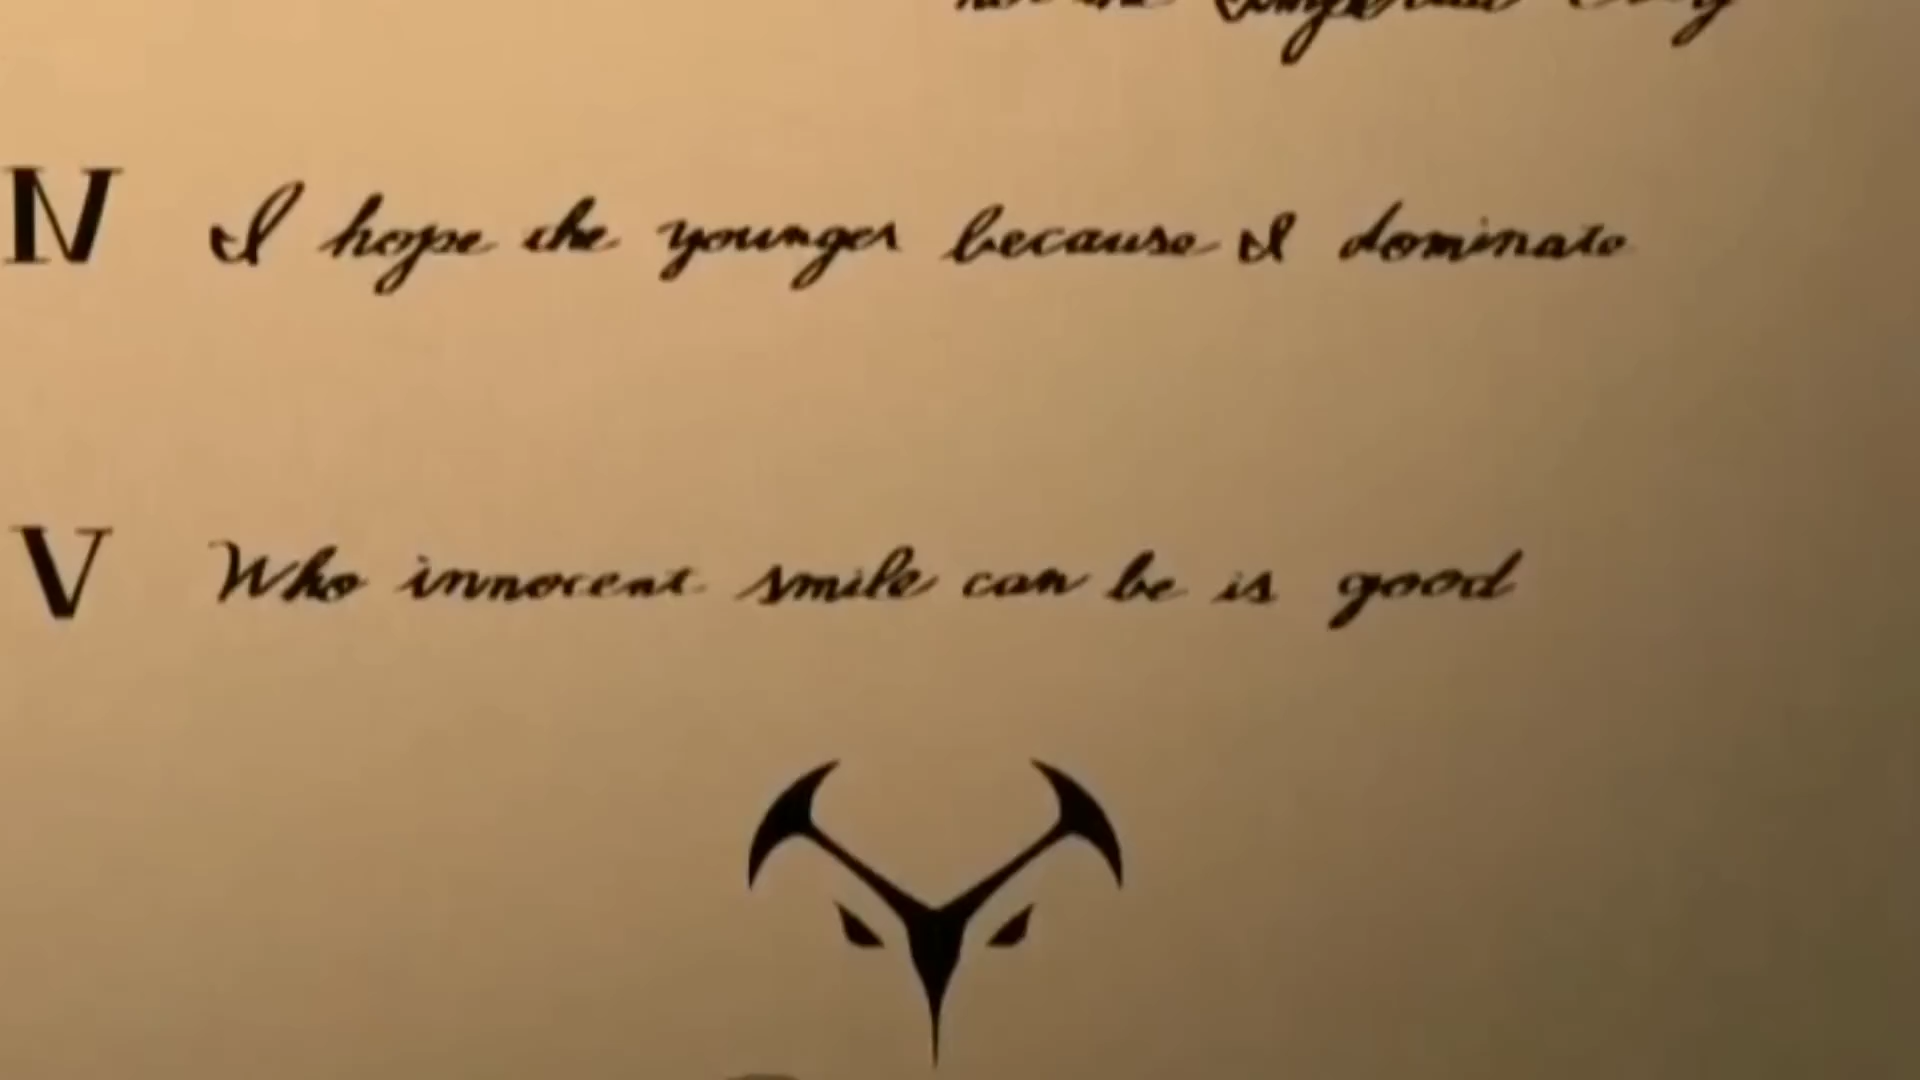 IV I hope the younger because I dominate
V Who innocent smile can be is good